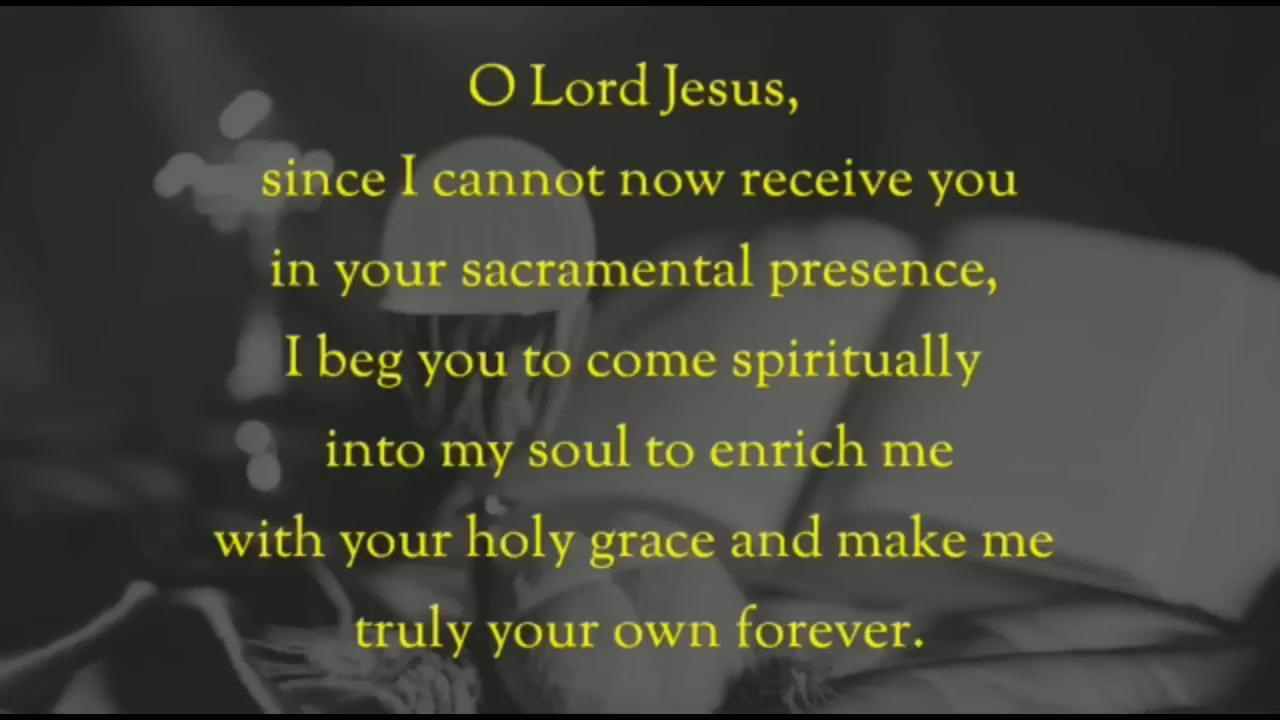 O Lord Jesus,
since I cannot now receive you
in your sacramental presence,
I beg you to come spiritually
into my soul to enrich me
with your holy grace and make me
truly your own forever.